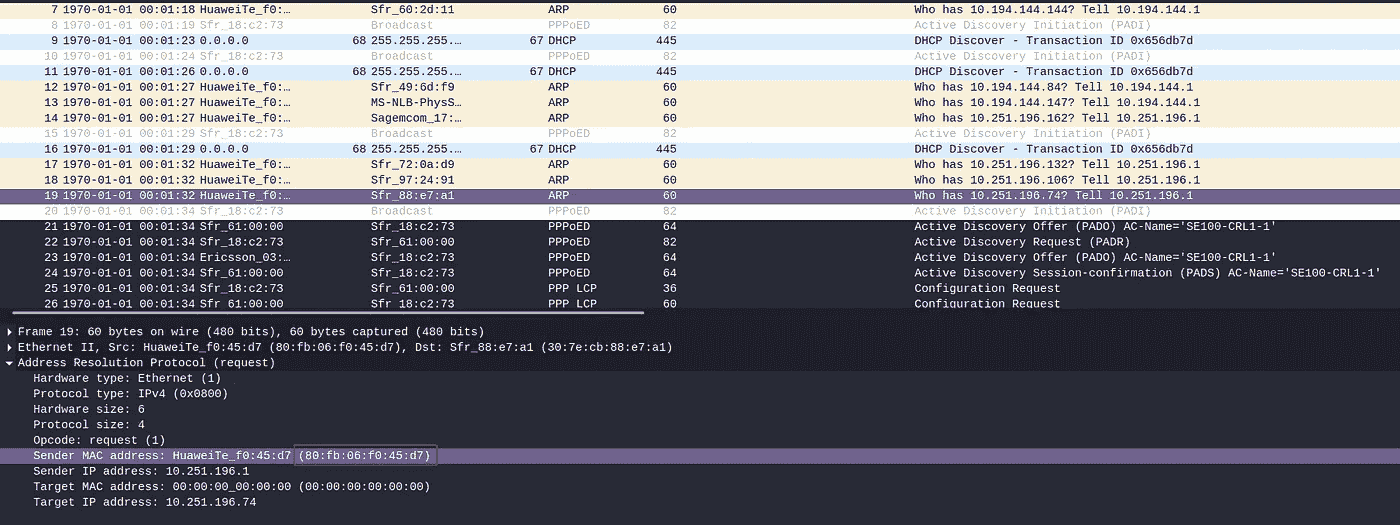 7 1970-01-01 00:01:18 HuaweiTe_f0:… Sfr_60:2d:11 ARP 60 Who has 10.194.144.144? Tell 10.194.144.1
8 1970-01-01 00:01:19 Sfr_18:c2:73 Broadcast PPPoED 82 Active Discovery Initiation (PADI)
9 1970-01-01 00:01:23 0.0.0.0 68 255.255.255.… 67 DHCP 445 DHCP Discover - Transaction ID 0x656db7d
10 1970-01-01 00:01:24 Sfr_18:c2:73 Broadcast PPPoED 82 Active Discovery Initiation (PADI)
11 1970-01-01 00:01:26 0.0.0.0 68 255.255.255.… 67 DHCP 445 DHCP Discover - Transaction ID 0x656db7d
12 1970-01-01 00:01:27 HuaweiTe_f0:… Sfr_49:6d:f9 ARP 60 Who has 10.194.144.84? Tell 10.194.144.1
13 1970-01-01 00:01:27 HuaweiTe_f0:… MS-NLB-PhysS… ARP 60 Who has 10.194.144.147? Tell 10.194.144.1
14 1970-01-01 00:01:27 HuaweiTe_f0:… Sagemcom_17:… ARP 60 Who has 10.251.196.162? Tell 10.251.196.1
15 1970-01-01 00:01:29 Sfr_18:c2:73 Broadcast PPPoED 82 Active Discovery Initiation (PADI)
16 1970-01-01 00:01:29 0.0.0.0 68 255.255.255.… 67 DHCP 445 DHCP Discover - Transaction ID 0x656db7d
17 1970-01-01 00:01:32 HuaweiTe_f0:… Sfr_72:0a:d9 ARP 60 Who has 10.251.196.132? Tell 10.251.196.1
18 1970-01-01 00:01:32 HuaweiTe_f0:… Sfr_97:24:91 ARP 60 Who has 10.251.196.106? Tell 10.251.196.1
19 1970-01-01 00:01:32 HuaweiTe_f0:… Sfr_88:e7:a1 ARP 60 Who has 10.251.196.74? Tell 10.251.196.1
20 1970-01-01 00:01:34 Sfr_18:c2:73 Broadcast PPPoED 82 Active Discovery Initiation (PADI)
21 1970-01-01 00:01:34 Sfr_61:00:00 Sfr_18:c2:73 PPPoED 64 Active Discovery Offer (PADO) AC-Name='SE100-CRL1-1'
22 1970-01-01 00:01:34 Sfr_18:c2:73 Sfr_61:00:00 PPPoED 82 Active Discovery Request (PADR)
23 1970-01-01 00:01:34 Ericsson_03:… Sfr_18:c2:73 PPPoED 64 Active Discovery Offer (PADO) AC-Name='SE100-CRL1-1'
24 1970-01-01 00:01:34 Sfr_61:00:00 Sfr_18:c2:73 PPPoED 64 Active Discovery Session-confirmation (PADS) AC-Name='SE100-CRL1-1'
25 1970-01-01 00:01:34 Sfr_18:c2:73 Sfr_61:00:00 PPP LCP 36 Configuration Request
26 1970-01-01 00:01:34 Sfr_61:00:00 Sfr_18:c2:73 PPP LCP 60 Configuration Request
Frame 19: 60 bytes on wire (480 bits), 60 bytes captured (480 bits)
Ethernet II, Src: HuaweiTe_f0:45:d7 (80:fb:06:f0:45:d7), Dst: Sfr_88:e7:a1 (30:7e:cb:88:e7:a1)
Address Resolution Protocol (request)
Hardware type: Ethernet (1)
Protocol type: IPv4 (0x0800)
Hardware size: 6
Protocol size: 4
Opcode: request (1)
Sender MAC address: HuaweiTe_f0:45:d7 (80:fb:06:f0:45:d7)
Sender IP address: 10.251.196.1
Target MAC address: 00:00:00_00:00:00 (00:00:00:00:00:00)
Target IP address: 10.251.196.74